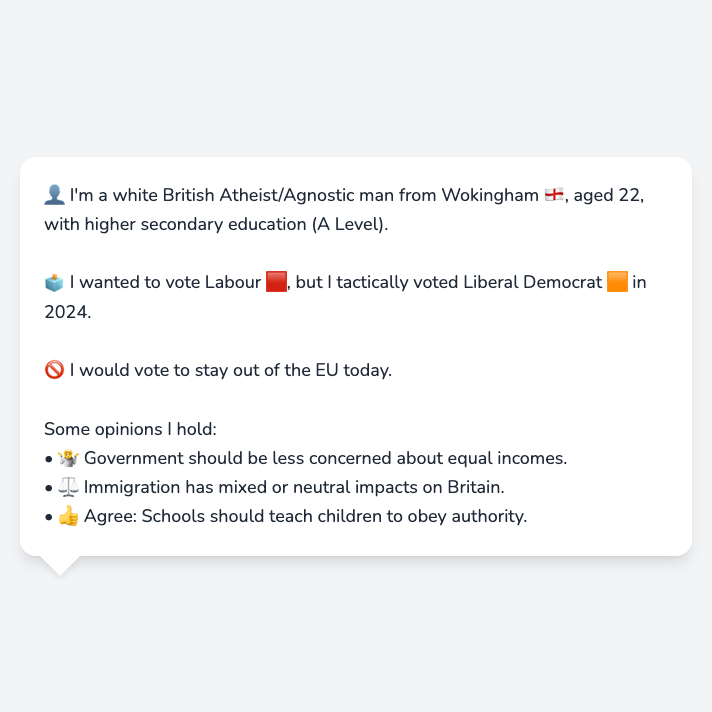 👤 I'm a white British Atheist/Agnostic man from Wokingham 🏴󠁧󠁢󠁥󠁮󠁧󠁿, aged 22,
with higher secondary education (A Level).
🗳️ I wanted to vote Labour 🟥, but I tactically voted Liberal Democrat 🟧 in
2024.
🚫 I would vote to stay out of the EU today.
Some opinions I hold:
• 🤷 Government should be less concerned about equal incomes.
• ⚖️ Immigration has mixed or neutral impacts on Britain.
• 👍 Agree: Schools should teach children to obey authority.